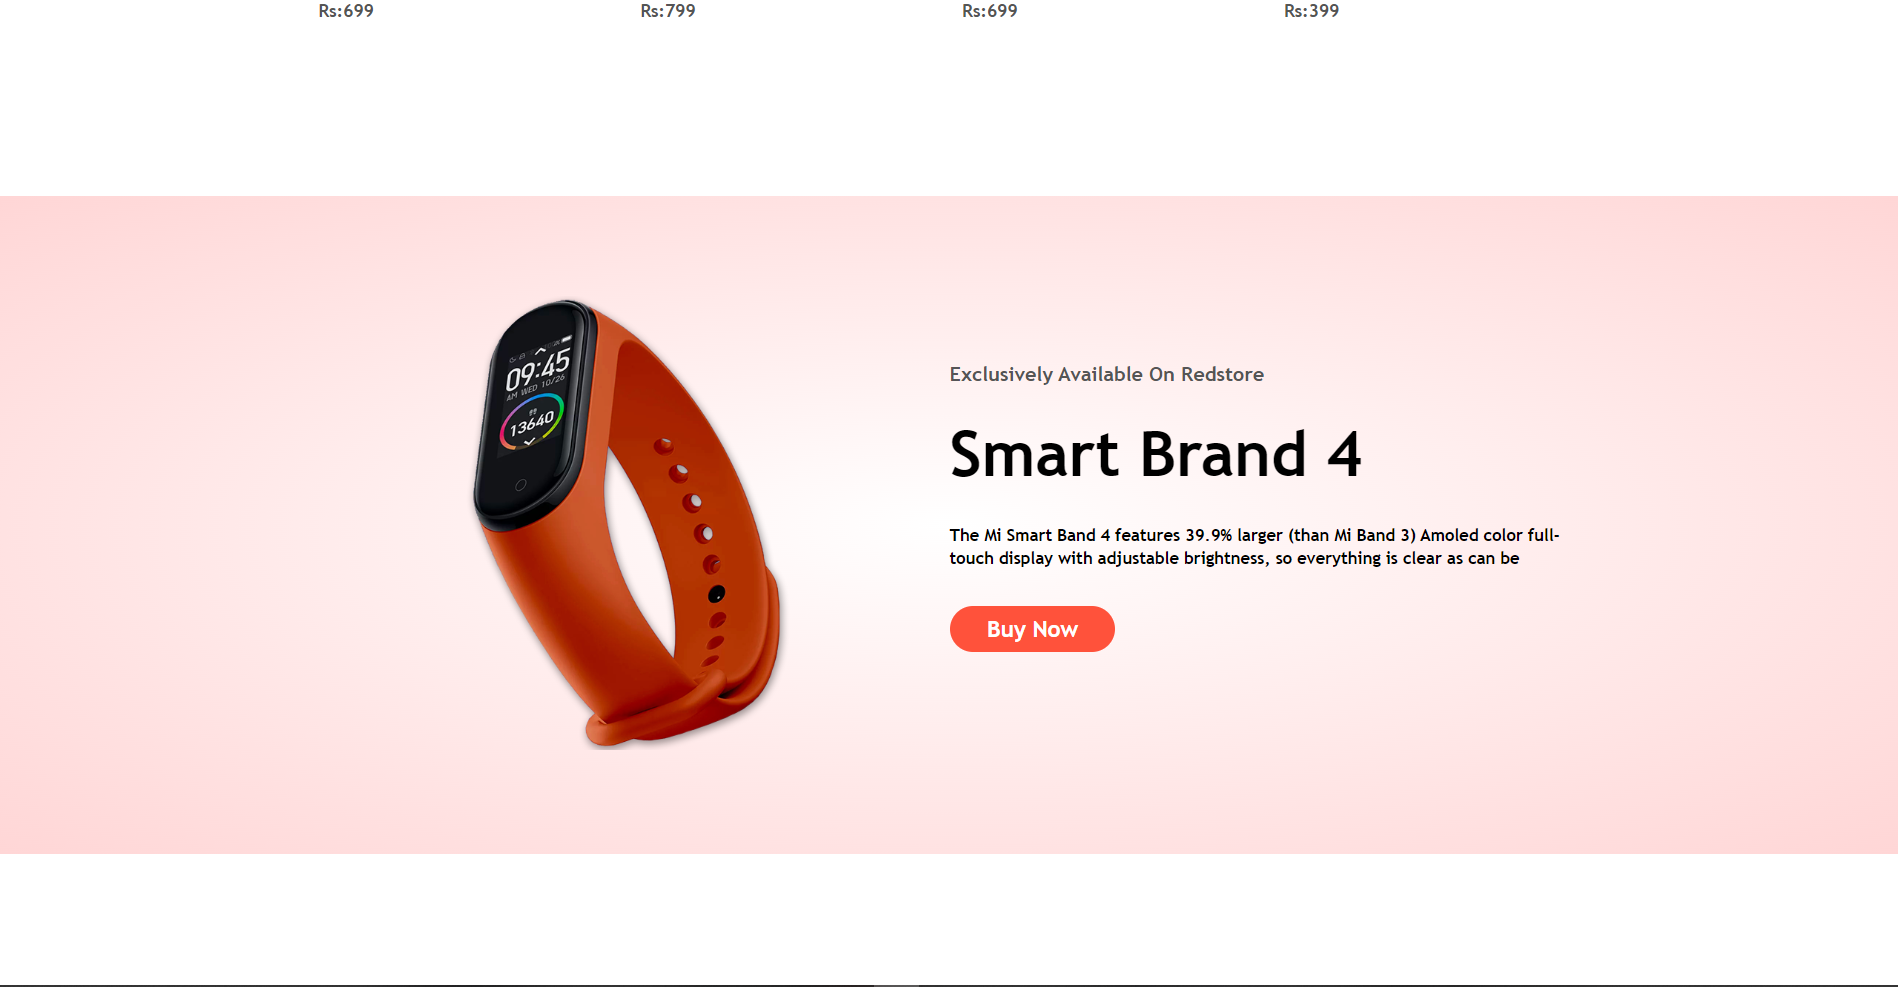 Rs:699 Rs:799 Rs:699 Rs:399
09:45
AM WED 10/26
13640
Exclusively Available On Redstore
Smart Brand 4
The Mi Smart Band 4 features 39.9% larger (than Mi Band 3) Amoled color full-
touch display with adjustable brightness, so everything is clear as can be
Buy Now